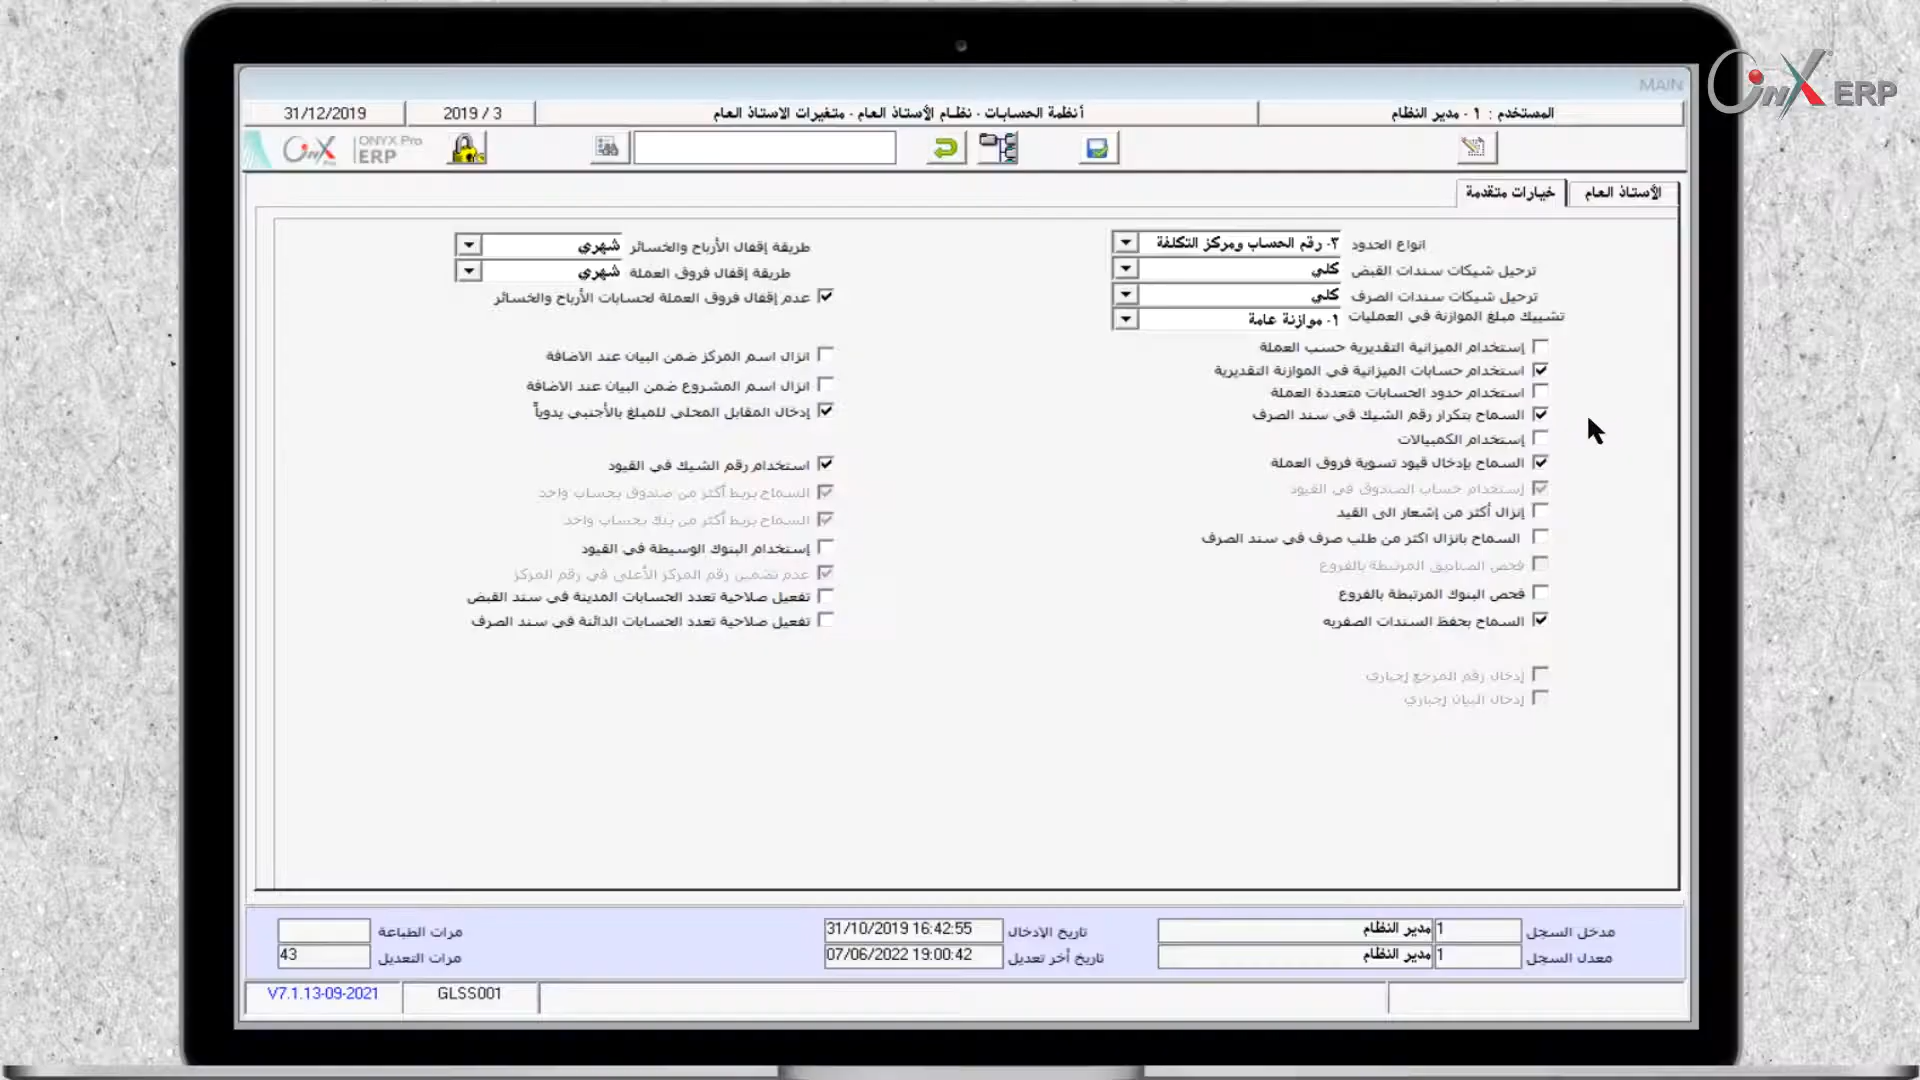 MAIN
OnX ERP
المستخدم : ١ - مدير النظام
أنظمة الحسابات - نظام الأستاذ العام - متغيرات الاستاذ العام
2019 / 3
31/12/2019
OnX Pro
ONYX Pro
ERP
الأستاذ العام
خيارات متقدمة
انواع الحدود ٣- رقم الحساب ومركز التكلفة
ترحيل شيكات سندات القبض كلي
ترحيل شيكات سندات الصرف كلي
تشييك مبلغ الموازنة في العمليات ١- موازنة عامة
إستخدام الميزانية التقديرية حسب العملة
استخدام حسابات الميزانية في الموازنة التقديرية
استخدام حدود الحسابات متعددة العملة
السماح بتكرار رقم الشيك في سند الصرف
إستخدام الكمبيالات
السماح بإدخال قيود تسوية فروق العملة
إستخدام حساب الصندوق في القيود
إنزال أكثر من إشعار الى القيد
السماح بانزال اكثر من طلب صرف في سند الصرف
فحص الصناديق المرتبطة بالفروع
فحص البنوك المرتبطة بالفروع
السماح بحفظ السندات الصفريه
إدخال رقم المرجع إجباري
إدخال البيان إجباري
طريقة إقفال الأرباح والخسائر شهري
طريقة إقفال فروق العملة شهري
عدم إقفال فروق العملة لحسابات الأرباح والخسائر
انزال اسم المركز ضمن البيان عند الاضافة
انزال اسم المشروع ضمن البيان عند الاضافة
إدخال المقابل المحلي للمبلغ بالأجنبي يدوياً
استخدام رقم الشيك في القيود
السماح بربط أكثر من صندوق بحساب واحد
السماح بربط أكثر من بنك بحساب واحد
إستخدام البنوك الوسيطة في القيود
عدم تضمين رقم المركز الأعلى في رقم المركز
تفعيل صلاحية تعدد الحسابات المدينة في سند القبض
تفعيل صلاحية تعدد الحسابات الدائنة في سند الصرف
مدخل السجل 1 مدير النظام تاريخ الإدخال 31/10/2019 16:42:55 مرات الطباعة
معدل السجل 1 مدير النظام تاريخ أخر تعديل 07/06/2022 19:00:42 مرات التعديل 43
V7.1.13-09-2021 GLSS001